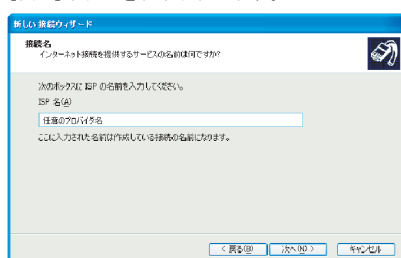 新しい接続ウィザード
接続名
インターネット接続を提供するサービスの名前は何ですか?
次のボックスに ISP の名前を入力してください。
ISP 名(A)
任意のプロバイダ名
ここに入力された名前は作成している接続の名前になります。
< 戻る(B)
次へ(N) >
キャンセル